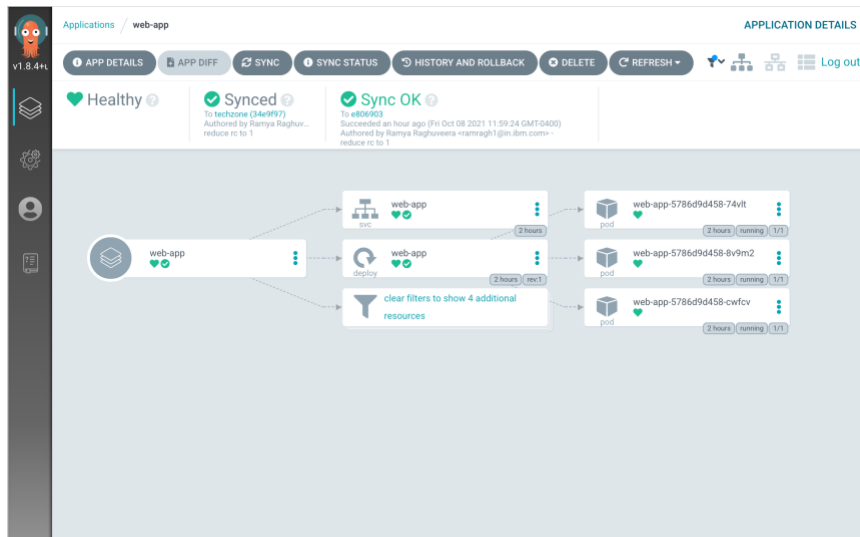 Applications / web-app
APPLICATION DETAILS
v1.8.4+
APP DETAILS
APP DIFF
SYNC
SYNC STATUS
HISTORY AND ROLLBACK
DELETE
REFRESH
Log out
Healthy
Synced
To techzone (34e9f97)
Authored by Ramya Raghuv...
reduce rc to 1
Sync OK
To e806903
Succeeded an hour ago (Fri Oct 08 2021 11:59:24 GMT-0400)
Authored by Ramya Raghuveera <ramragh1@in.ibm.com> -
reduce rc to 1
web-app
web-app
svc
2 hours
web-app
deploy
2 hours rev:1
clear filters to show 4 additional
resources
web-app-5786d9d458-74vlt
pod
2 hours running 1/1
web-app-5786d9d458-8v9m2
pod
2 hours running 1/1
web-app-5786d9d458-cwfcv
pod
2 hours running 1/1